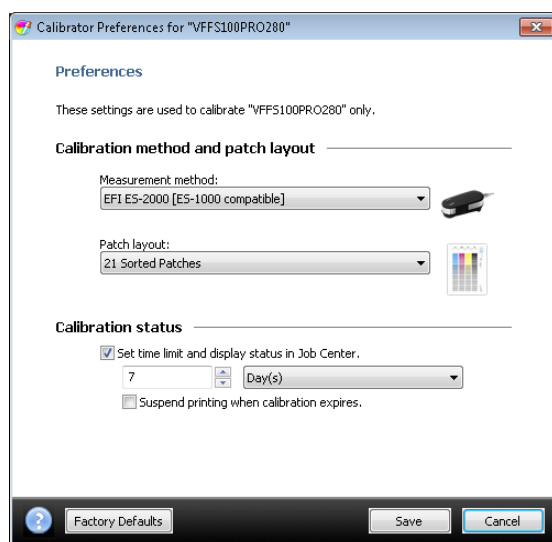 Calibrator Preferences for "VFFS100PRO280"
Preferences
These settings are used to calibrate "VFFS100PRO280" only.
Calibration method and patch layout
Measurement method:
EFI ES-2000 [ES-1000 compatible]
Patch layout:
21 Sorted Patches
Calibration status
Set time limit and display status in Job Center.
7 Day(s)
Suspend printing when calibration expires.
? Factory Defaults Save Cancel